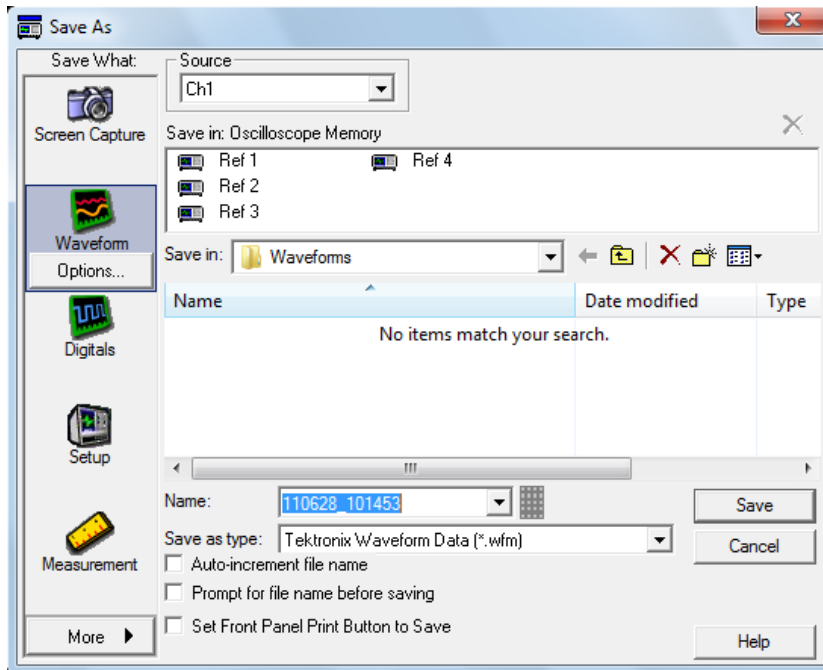 Save As
Save What:
Screen Capture
Waveform
Options...
Digitals
Setup
Measurement
More
Source
Ch1
Save in: Oscilloscope Memory
Ref 1
Ref 4
Ref 2
Ref 3
Save in:
Waveforms
Name
Date modified
Type
No items match your search.
Name:
110628_101453
Save
Save as type:
Tektronix Waveform Data (*.wfm)
Cancel
Auto-increment file name
Prompt for file name before saving
Set Front Panel Print Button to Save
Help